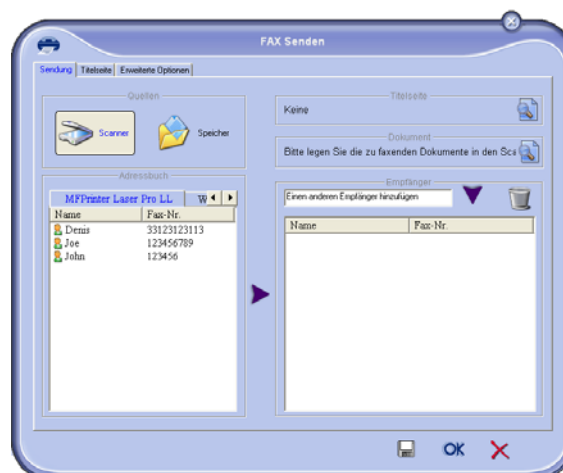 FAX Senden
Sendung Titelseite Erweiterte Optionen
Quellen
Scanner Speicher
Titelseite
Keine
Dokument
Bitte legen Sie die zu faxenden Dokumente in den Sca
Adressbuch
MFPrinter Laser Pro LL W
Name Fax-Nr.
Denis 33123123113
Joe 123456789
John 123456
Empfänger
Einen anderen Empfänger hinzufügen
Name Fax-Nr.
OK